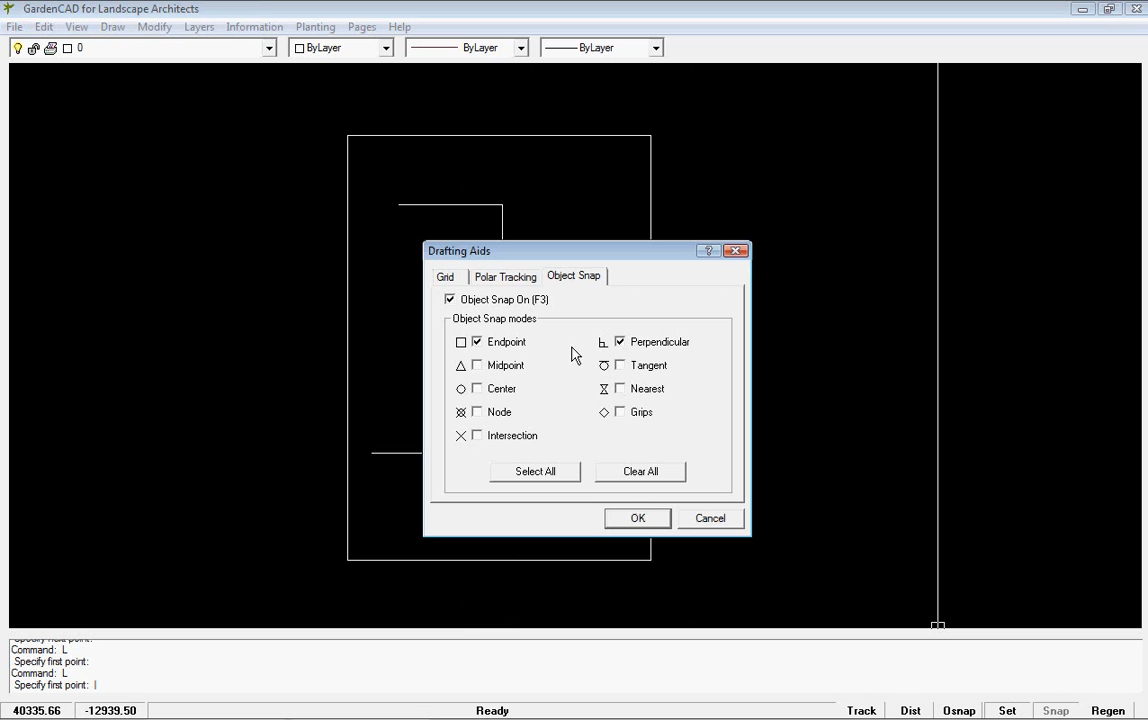 GardenCAD for Landscape Architects
File Edit View Draw Modify Layers Information Planting Pages Help
0 ByLayer ByLayer ByLayer
Drafting Aids
Grid Polar Tracking Object Snap
Object Snap On (F3)
Object Snap modes
Endpoint Perpendicular
Midpoint Tangent
Center Nearest
Node Grips
Intersection
Select All Clear All
OK Cancel
Specify next point:
Command: L
Specify first point:
Command: L
Specify first point:
40335.66 -12939.50 Ready Track Dist Osnap Set Snap Regen